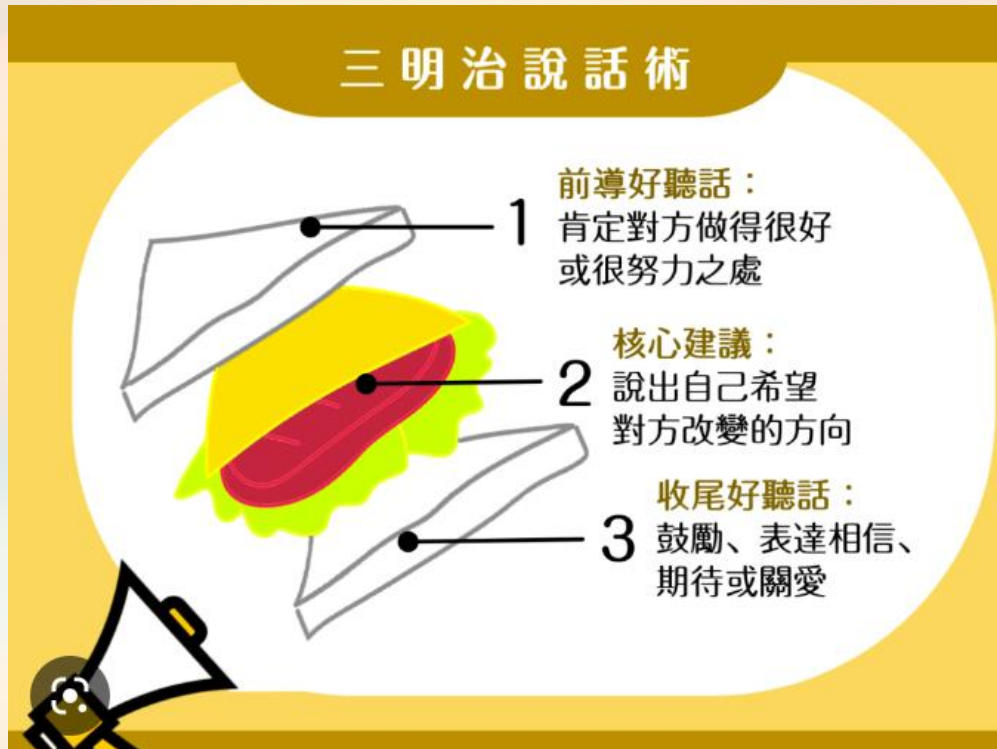 三明治說話術
1 前導好聽話：
肯定對方做得很好
或很努力之處
2 核心建議：
說出自己希望
對方改變的方向
3 收尾好聽話：
鼓勵、表達相信、
期待或關愛